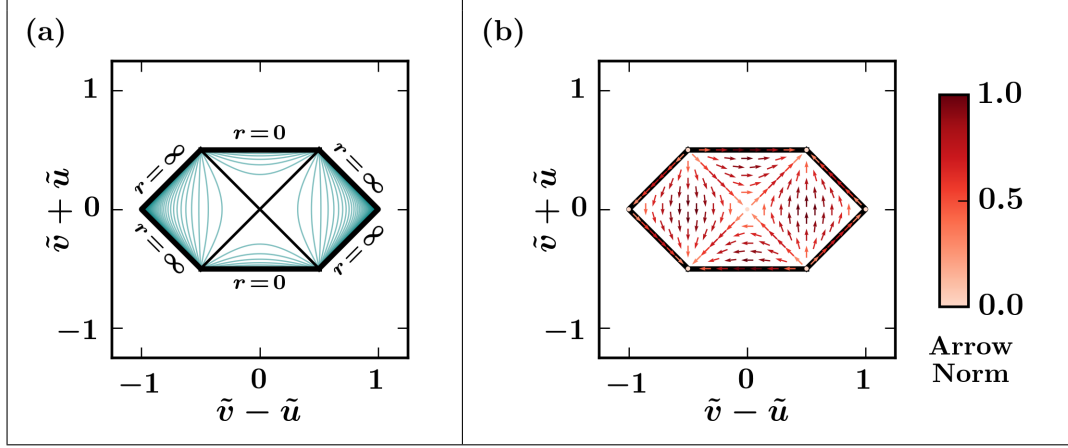 (a)
1
0
−1
ṽ + ũ
r = 0
r = ∞
r = ∞
r = ∞
r = ∞
r = 0
−1
0
1
ṽ − ũ
(b)
1
0
−1
ṽ + ũ
−1
0
1
ṽ − ũ
1.0
0.5
0.0
Arrow
Norm